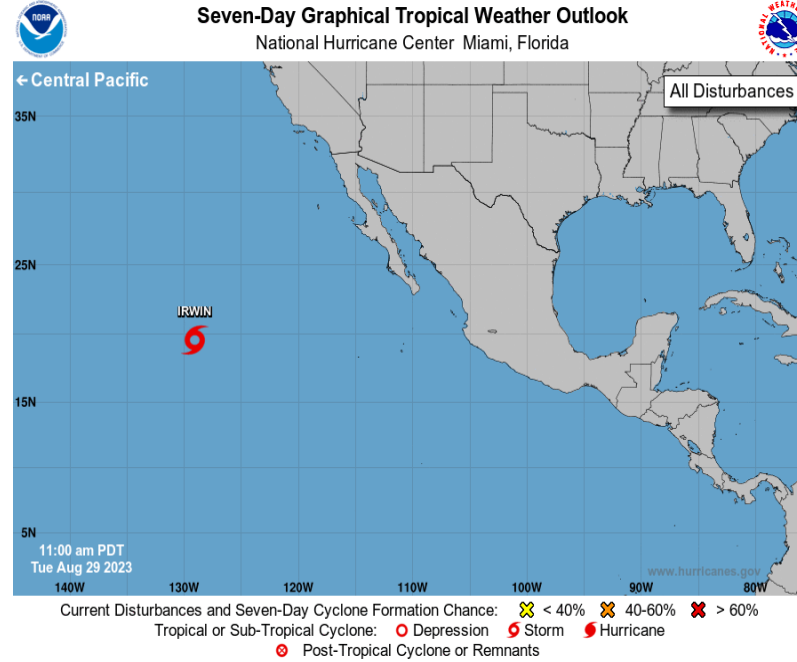 Seven-Day Graphical Tropical Weather Outlook
National Hurricane Center Miami, Florida
NOAA
Central Pacific
All Disturbances
35N
25N
IRWIN
15N
5N
11:00 am PDT
Tue Aug 29 2023
www.hurricanes.gov
140W 130W 120W 110W 100W 90W 80W
Current Disturbances and Seven-Day Cyclone Formation Chance: < 40% 40-60% > 60%
Tropical or Sub-Tropical Cyclone: Depression Storm Hurricane
Post-Tropical Cyclone or Remnants